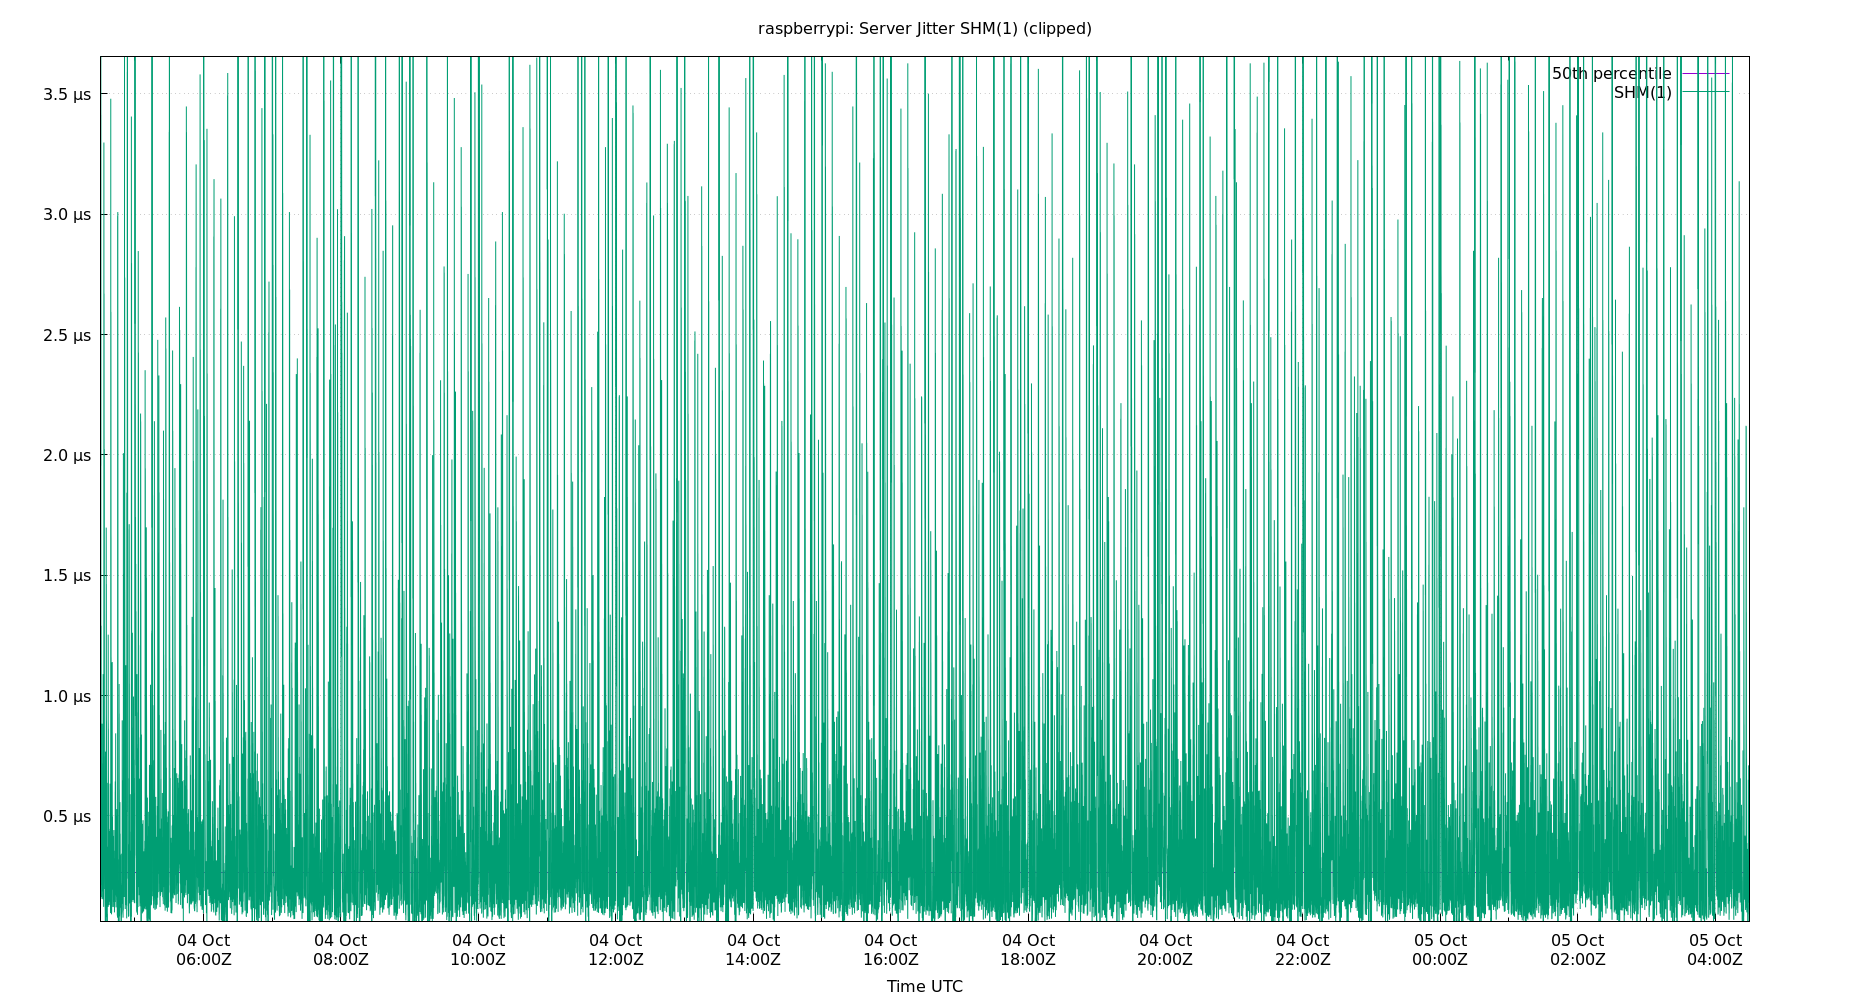 raspberrypi: Server Jitter SHM(1) (clipped)
50th percentile
SHM(1)
3.5 µs
3.0 µs
2.5 µs
2.0 µs
1.5 µs
1.0 µs
0.5 µs
04 Oct 04 Oct 04 Oct 04 Oct 04 Oct 04 Oct 04 Oct 04 Oct 04 Oct 05 Oct 05 Oct 05 Oct
06:00Z 08:00Z 10:00Z 12:00Z 14:00Z 16:00Z 18:00Z 20:00Z 22:00Z 00:00Z 02:00Z 04:00Z
Time UTC